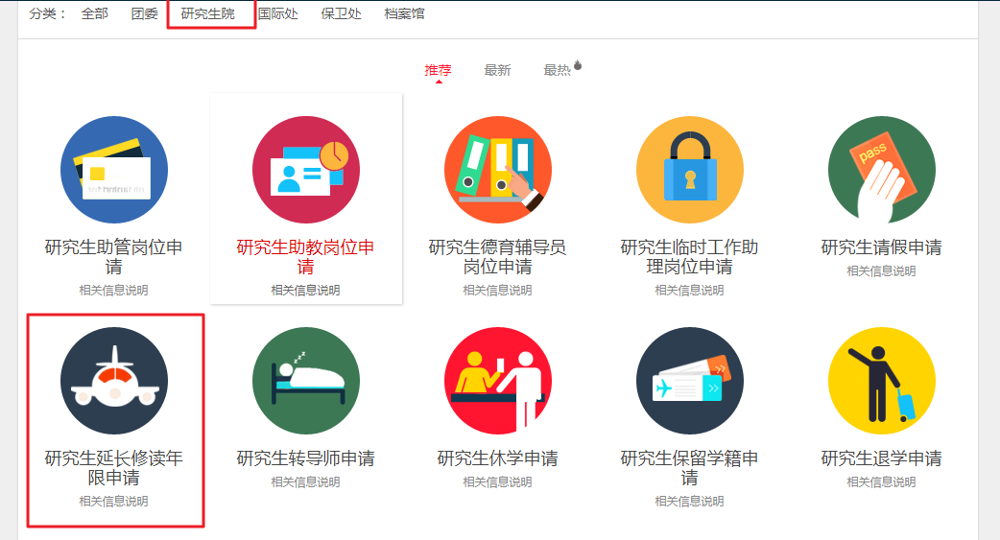 分类： 全部 团委 研究生院 国际处 保卫处 档案馆
推荐 最新 最热
pass
研究生助管岗位申
请
相关信息说明
研究生助教岗位申
请
相关信息说明
研究生德育辅导员
岗位申请
相关信息说明
研究生临时工作助
理岗位申请
相关信息说明
研究生请假申请
相关信息说明
研究生延长修读年
限申请
相关信息说明
研究生转导师申请
相关信息说明
研究生休学申请
相关信息说明
研究生保留学籍申
请
相关信息说明
研究生退学申请
相关信息说明